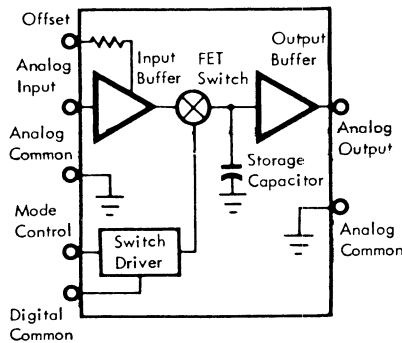 Offset
Analog
Input
Analog
Common
Mode
Control
Digital
Common
Input
Buffer
FET
Switch
Output
Buffer
Storage
Capacitor
Switch
Driver
Analog
Output
Analog
Common